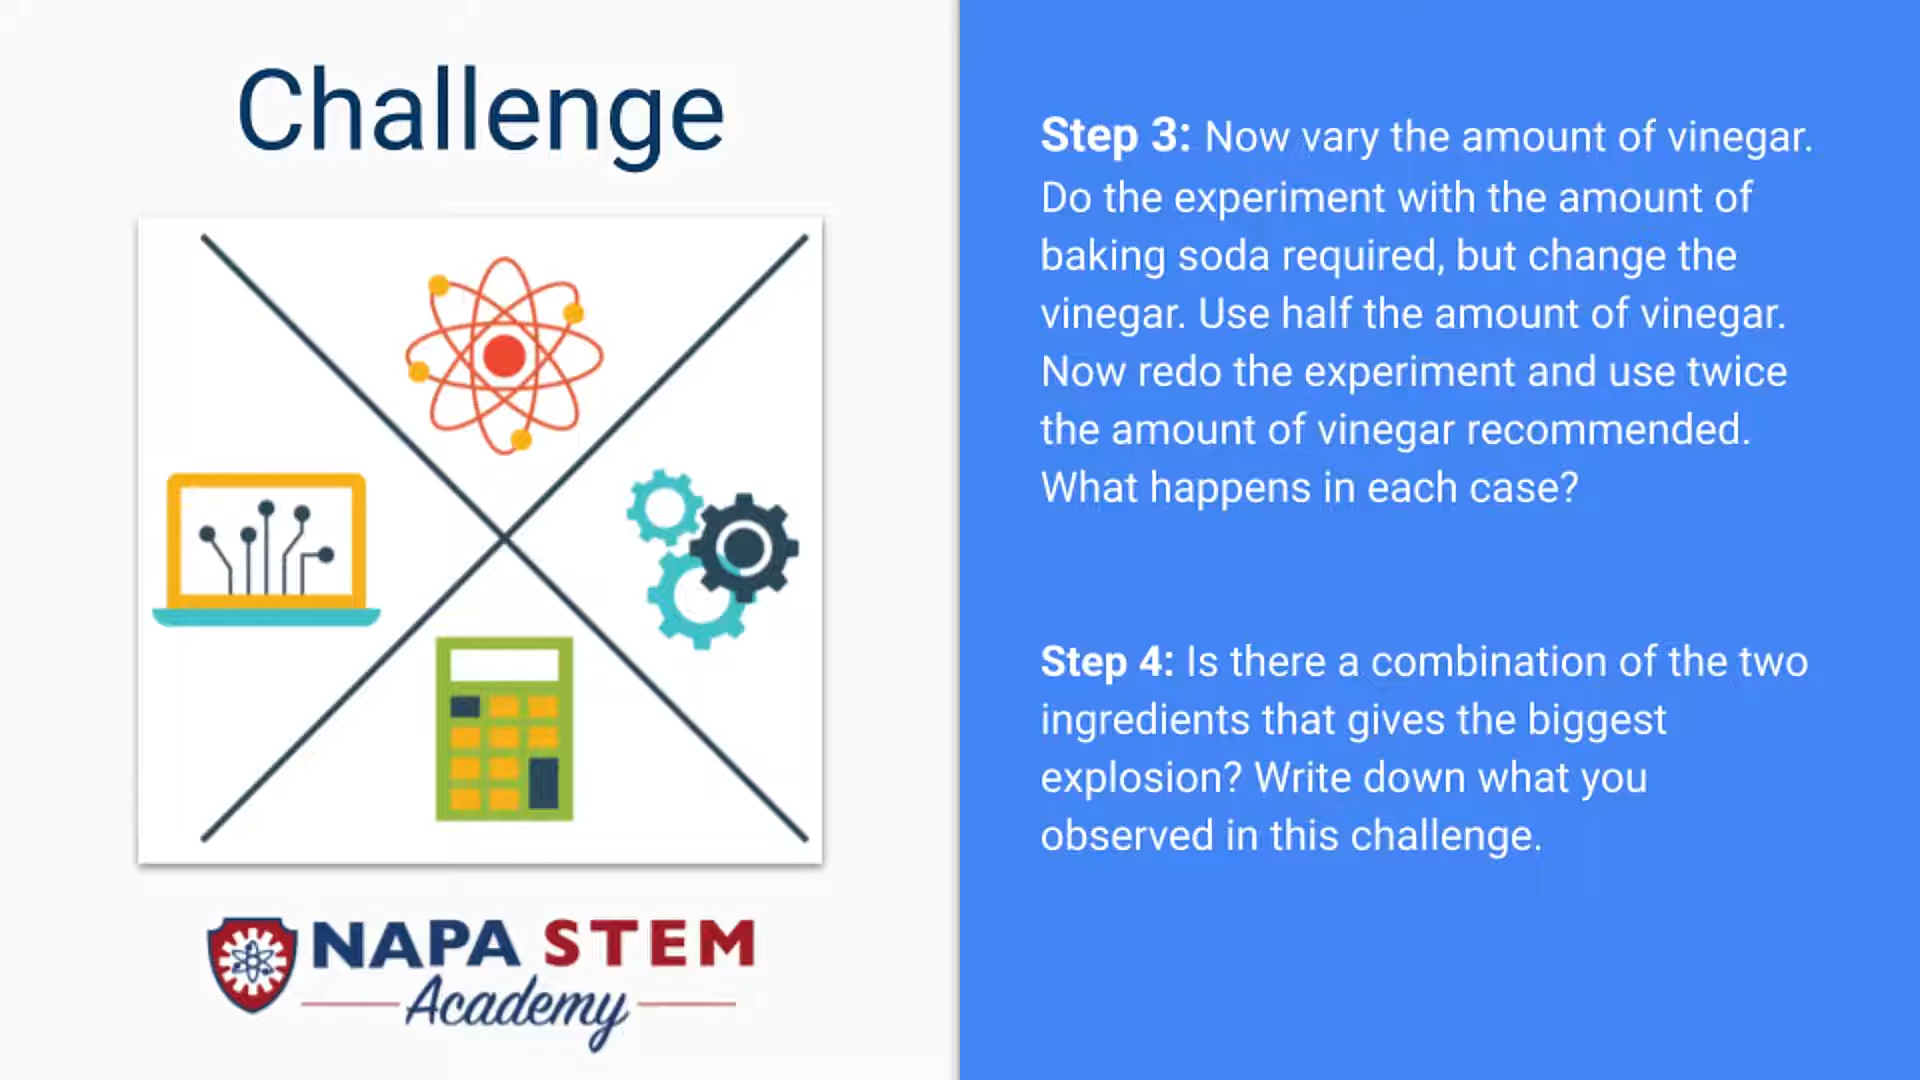 Challenge
NAPA STEM
Academy
Step 3: Now vary the amount of vinegar.
Do the experiment with the amount of
baking soda required, but change the
vinegar. Use half the amount of vinegar.
Now redo the experiment and use twice
the amount of vinegar recommended.
What happens in each case?
Step 4: Is there a combination of the two
ingredients that gives the biggest
explosion? Write down what you
observed in this challenge.